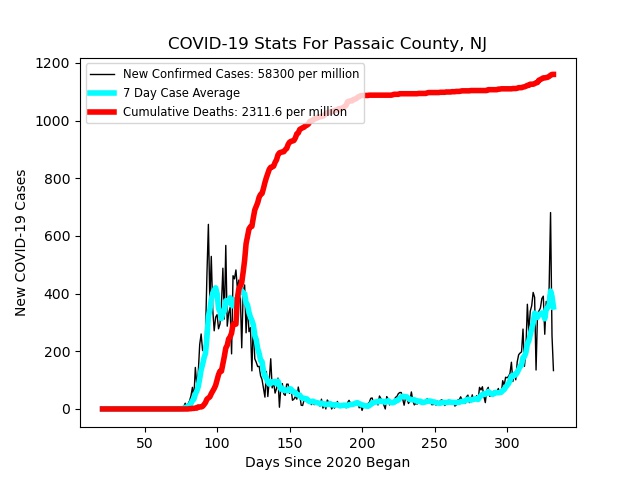 COVID-19 Stats For Passaic County, NJ
New Confirmed Cases: 58300 per million
7 Day Case Average
Cumulative Deaths: 2311.6 per million
New COVID-19 Cases
1200
1000
800
600
400
200
0
50 100 150 200 250 300
Days Since 2020 Began